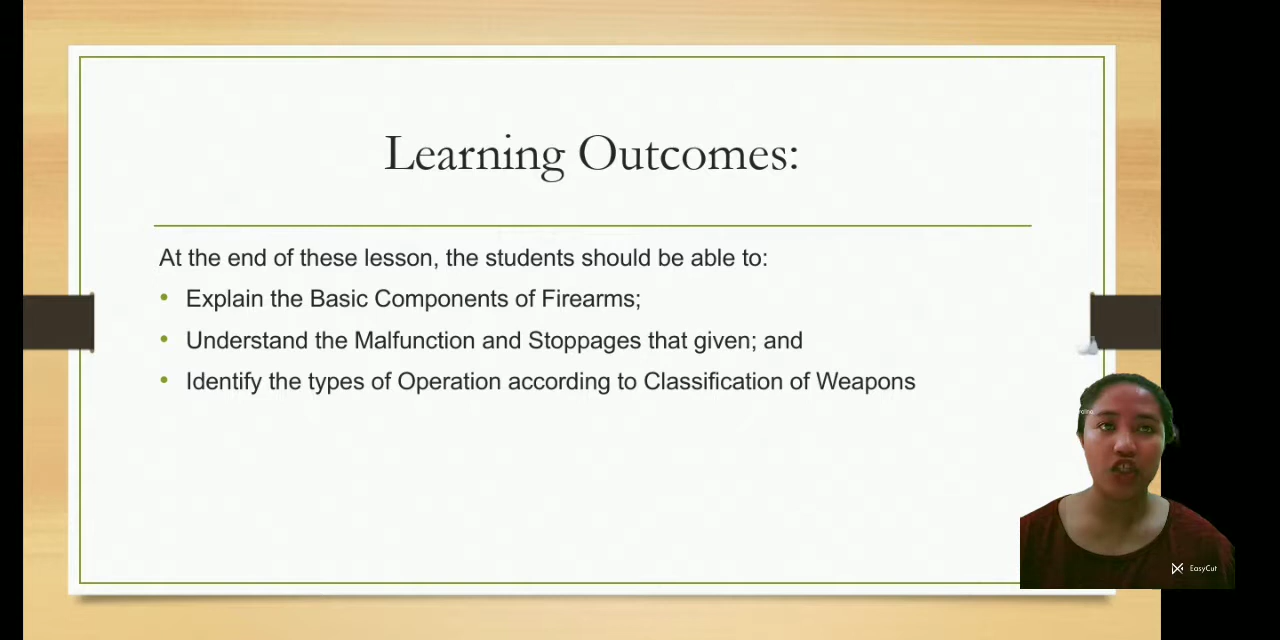 Learning Outcomes:
At the end of these lesson, the students should be able to:
• Explain the Basic Components of Firearms;
• Understand the Malfunction and Stoppages that given; and
• Identify the types of Operation according to Classification of Weapons
EasyCut